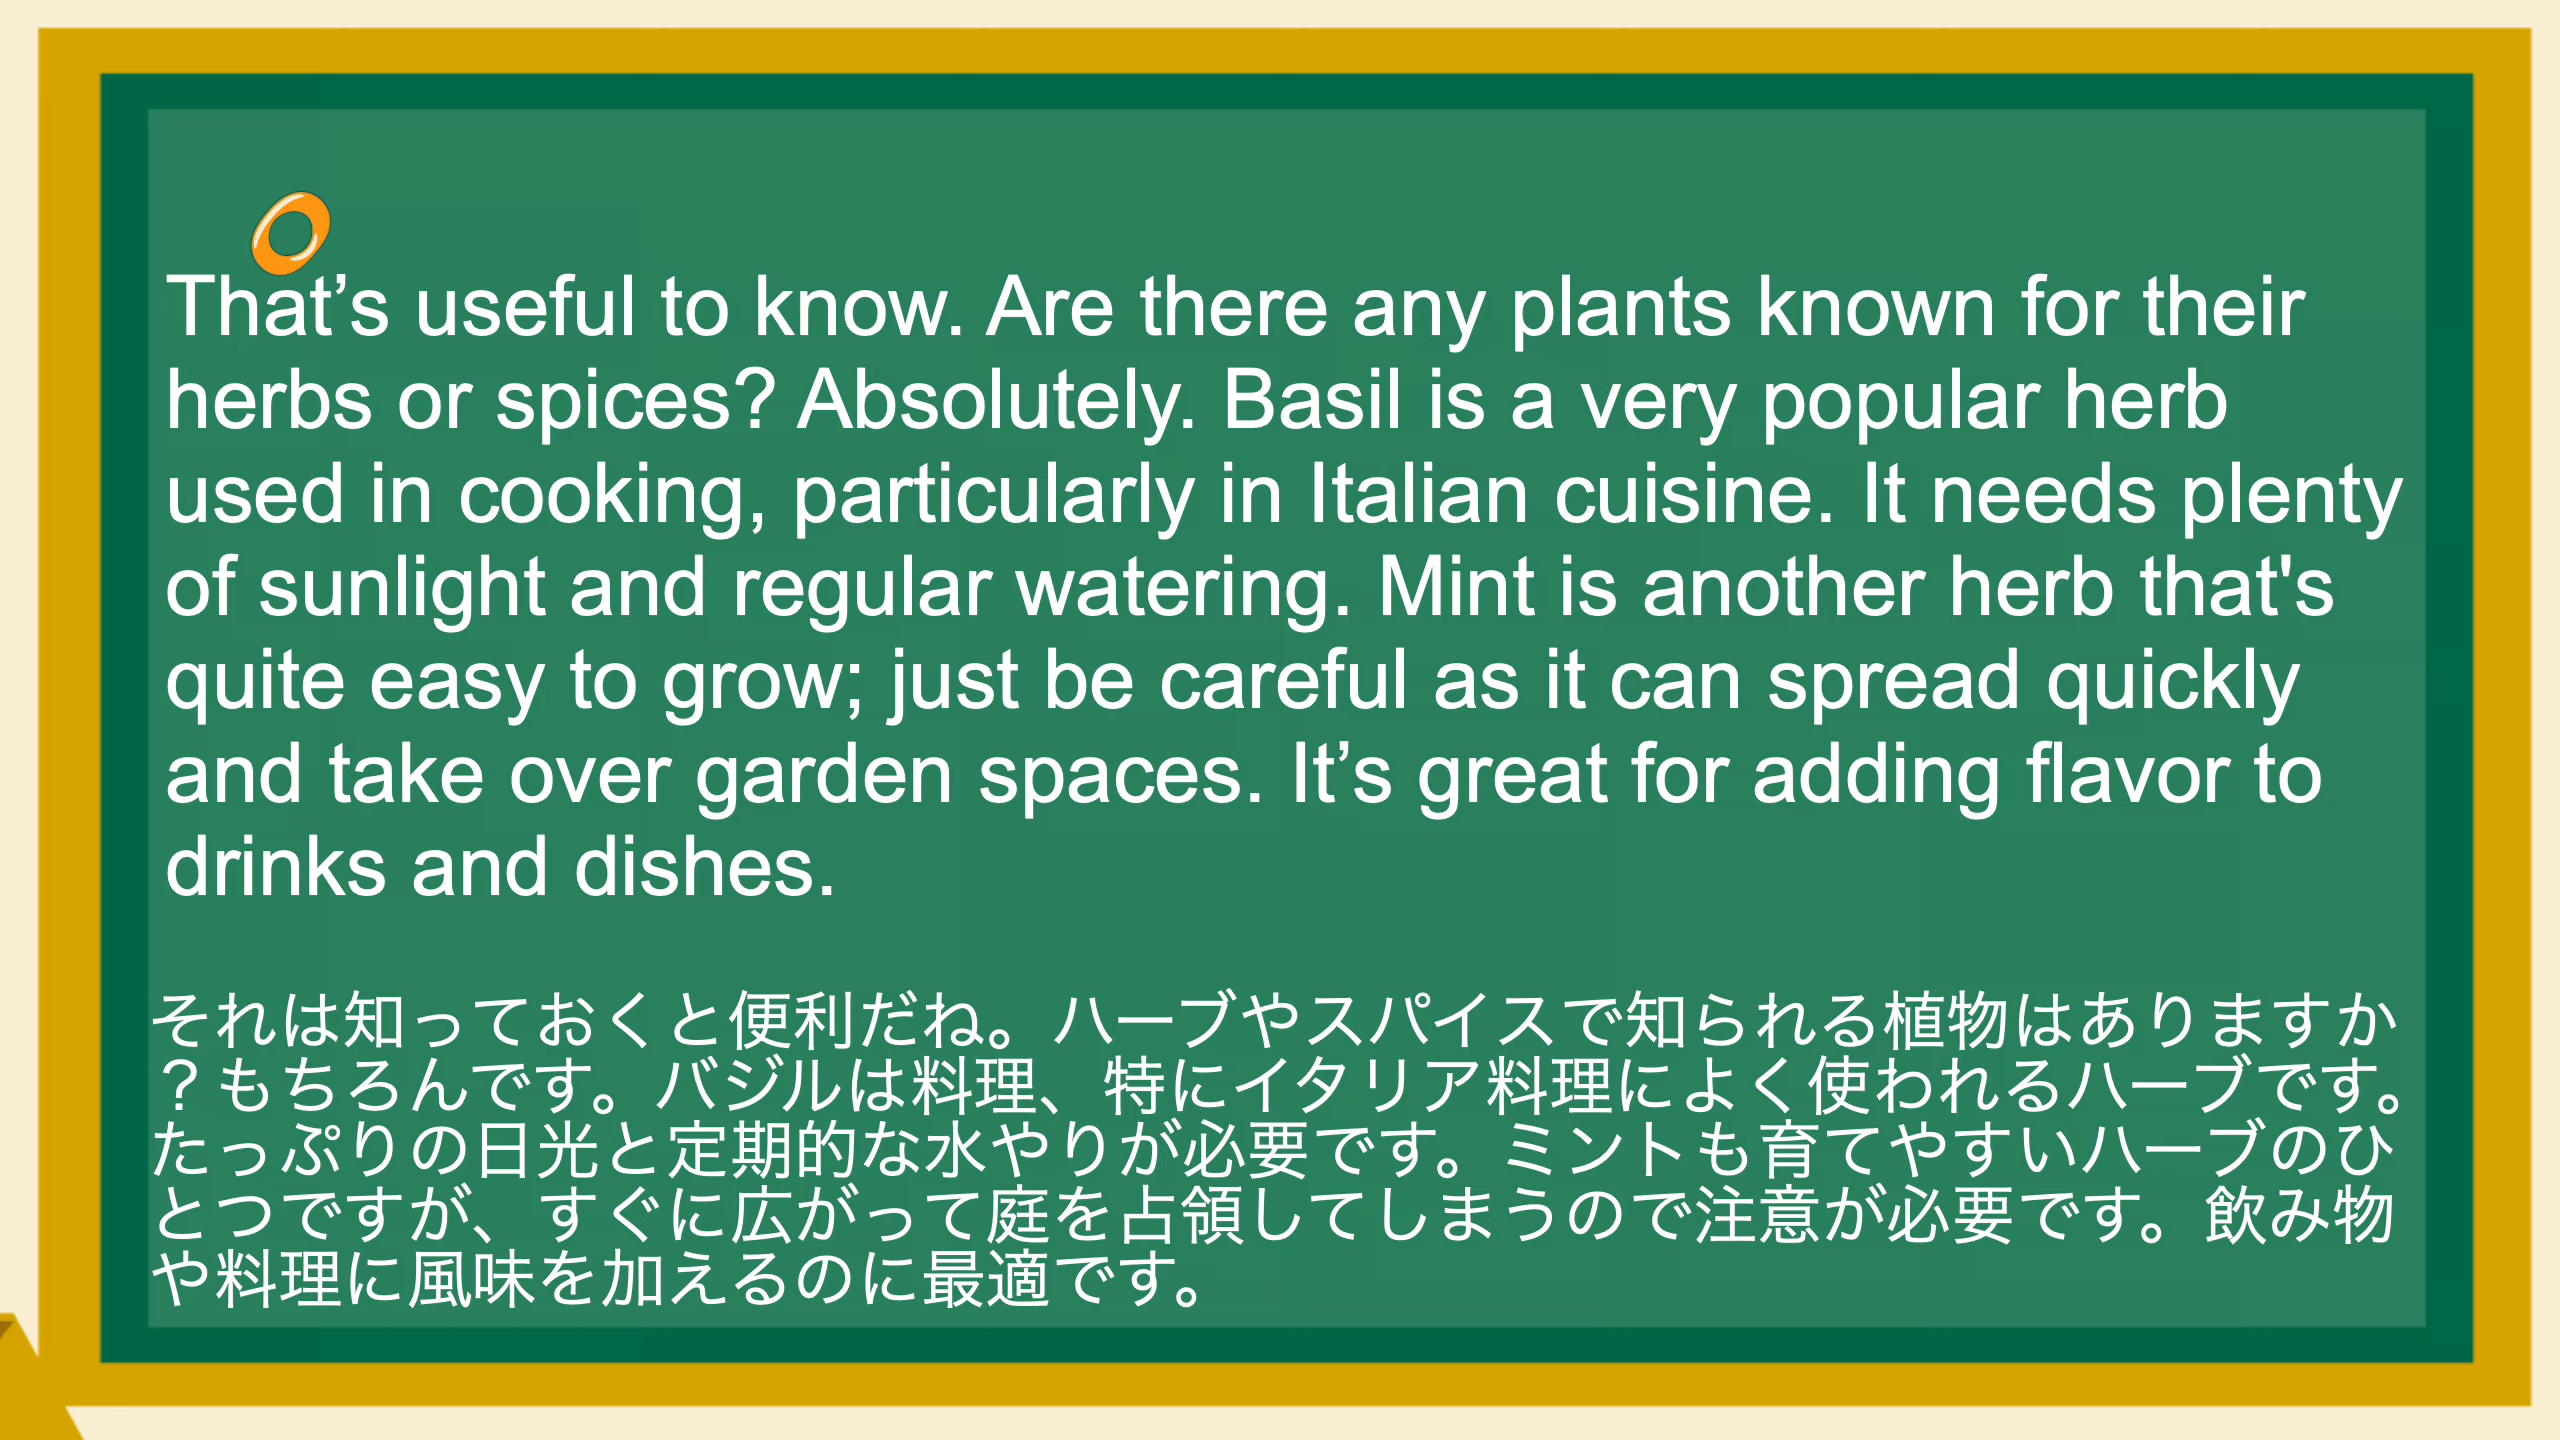 That’s useful to know. Are there any plants known for their
herbs or spices? Absolutely. Basil is a very popular herb
used in cooking, particularly in Italian cuisine. It needs plenty
of sunlight and regular watering. Mint is another herb that's
quite easy to grow; just be careful as it can spread quickly
and take over garden spaces. It’s great for adding flavor to
drinks and dishes.
それは知っておくと便利だね。ハーブやスパイスで知られる植物はありますか
？もちろんです。バジルは料理、特にイタリア料理によく使われるハーブです。
たっぷりの日光と定期的な水やりが必要です。ミントも育てやすいハーブのひ
とつですが、すぐに広がって庭を占領してしまうので注意が必要です。飲み物
や料理に風味を加えるのに最適です。